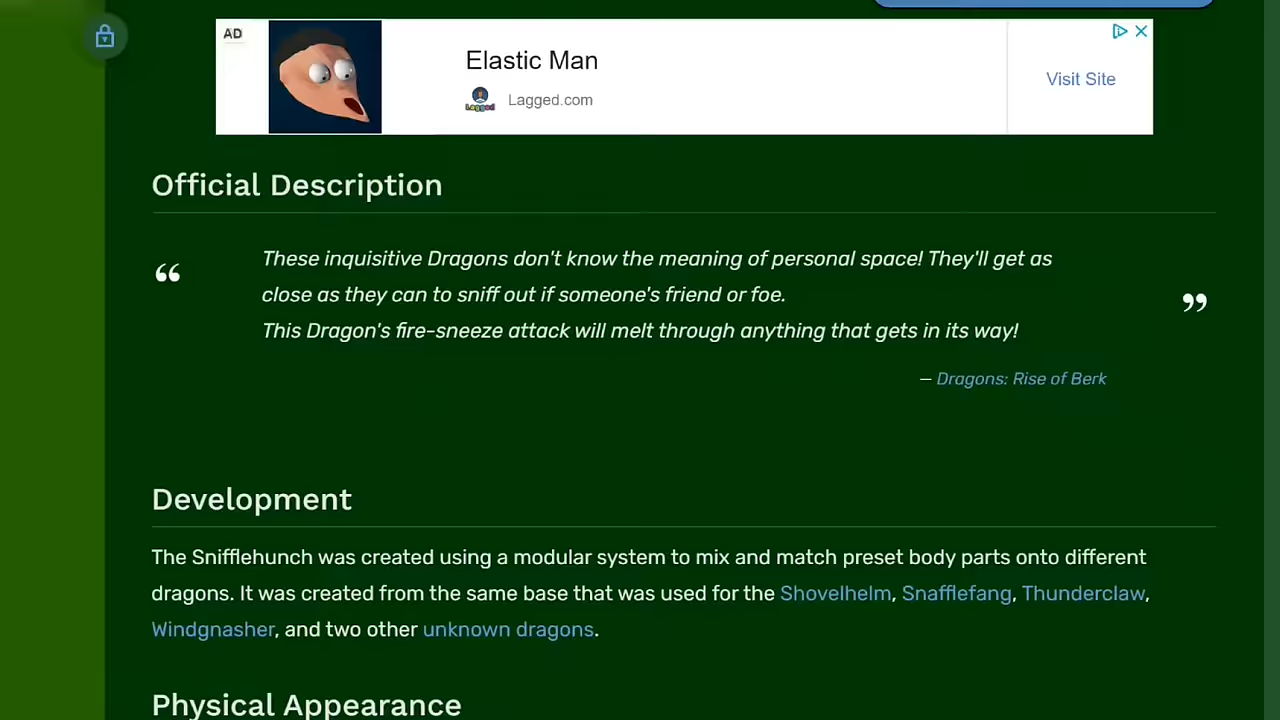 AD
Elastic Man
Lagged.com
Visit Site
Official Description
“
These inquisitive Dragons don't know the meaning of personal space! They'll get as
close as they can to sniff out if someone's friend or foe.
This Dragon's fire-sneeze attack will melt through anything that gets in its way!
”
— Dragons: Rise of Berk
Development
The Snifflehunch was created using a modular system to mix and match preset body parts onto different
dragons. It was created from the same base that was used for the Shovelhelm, Snafflefang, Thunderclaw,
Windgnasher, and two other unknown dragons.
Physical Appearance